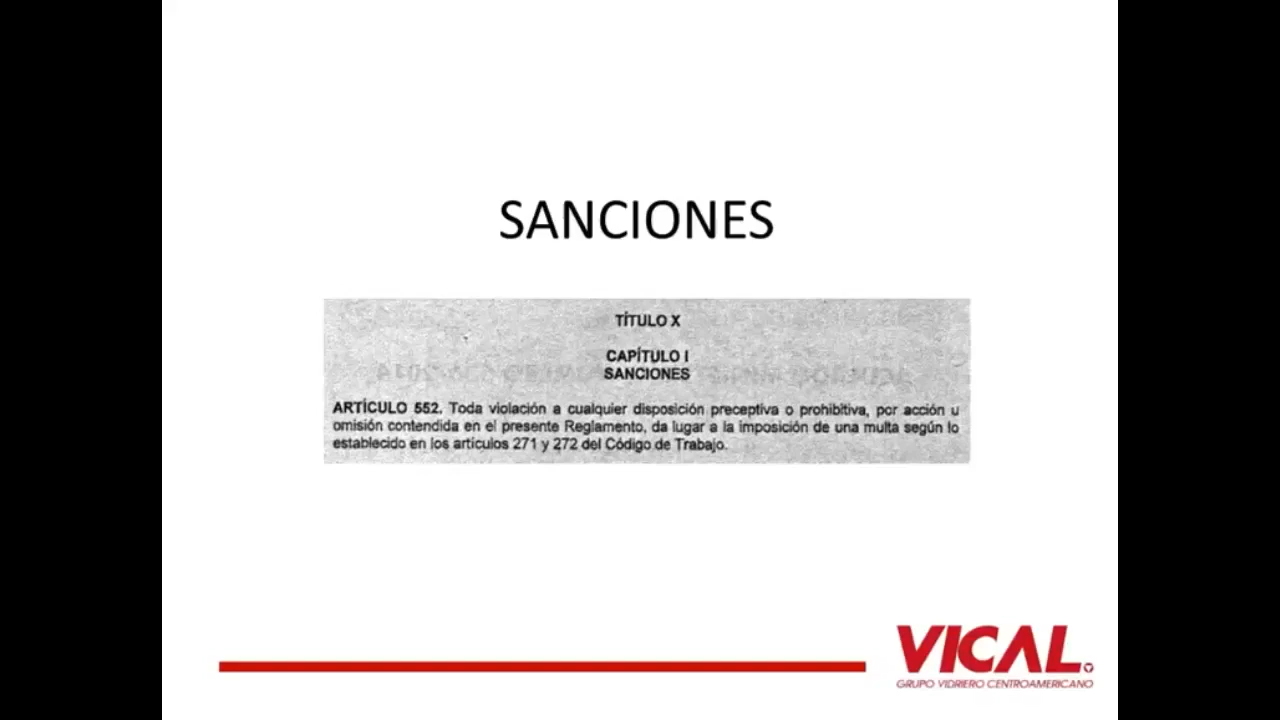 SANCIONES
TÍTULO X
CAPÍTULO I
SANCIONES
ARTÍCULO 552. Toda violación a cualquier disposición preceptiva o prohibitiva, por acción u
omisión contendida en el presente Reglamento, da lugar a la imposición de una multa según lo
establecido en los artículos 271 y 272 del Código de Trabajo.
VICAL
GRUPO VIDRIERO CENTROAMERICANO